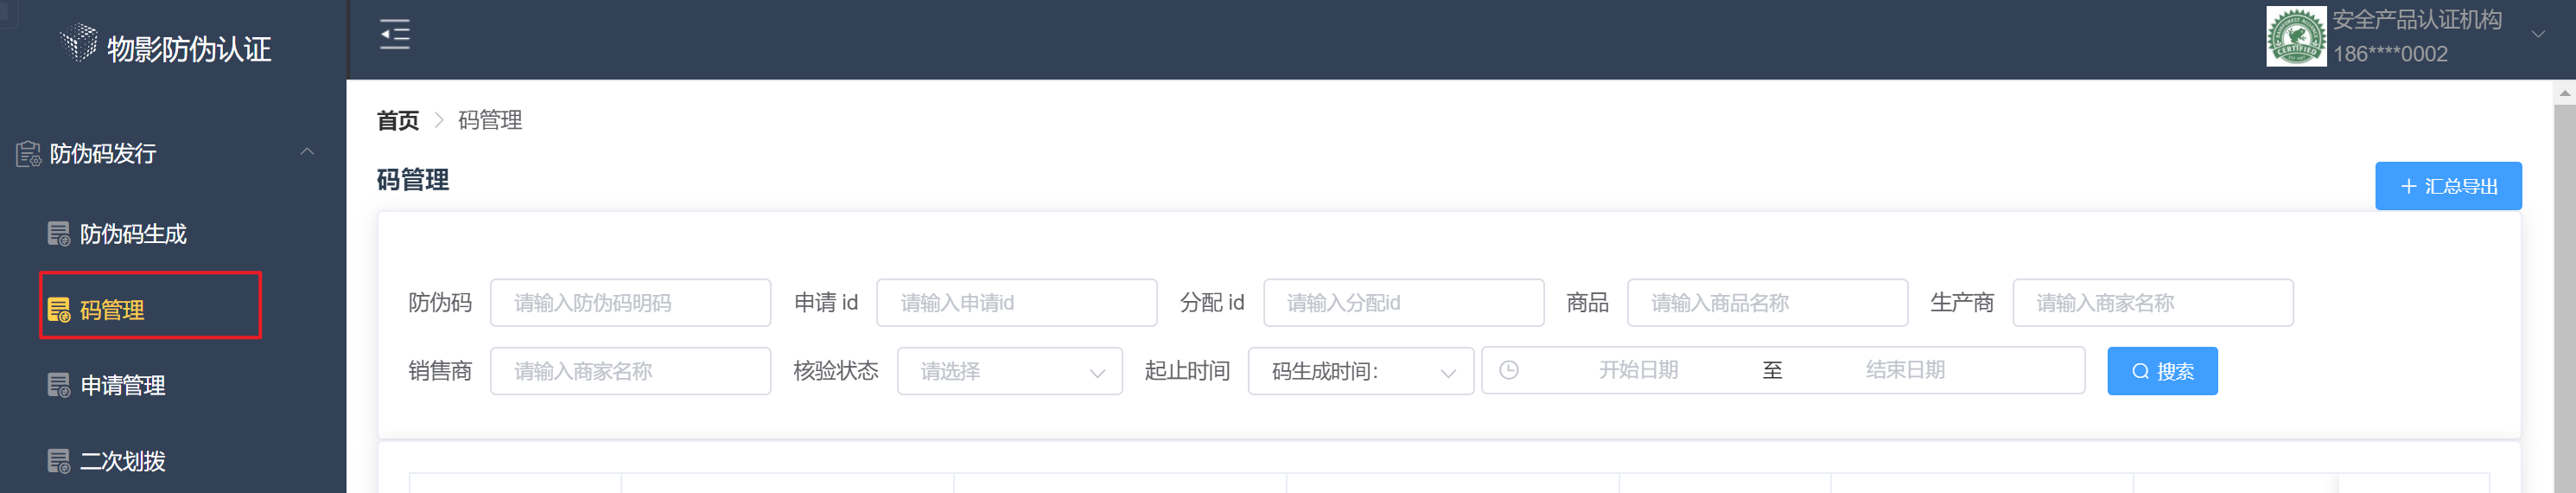 物影防伪认证
安全产品认证机构
186****0002
首页 > 码管理
防伪码发行
码管理
+ 汇总导出
防伪码生成
码管理
申请管理
二次划拨
防伪码 请输入防伪码明码 申请 id 请输入申请id 分配 id 请输入分配id 商品 请输入商品名称 生产商 请输入商家名称
销售商 请输入商家名称 核验状态 请选择 起止时间 码生成时间: 开始日期 至 结束日期 搜索